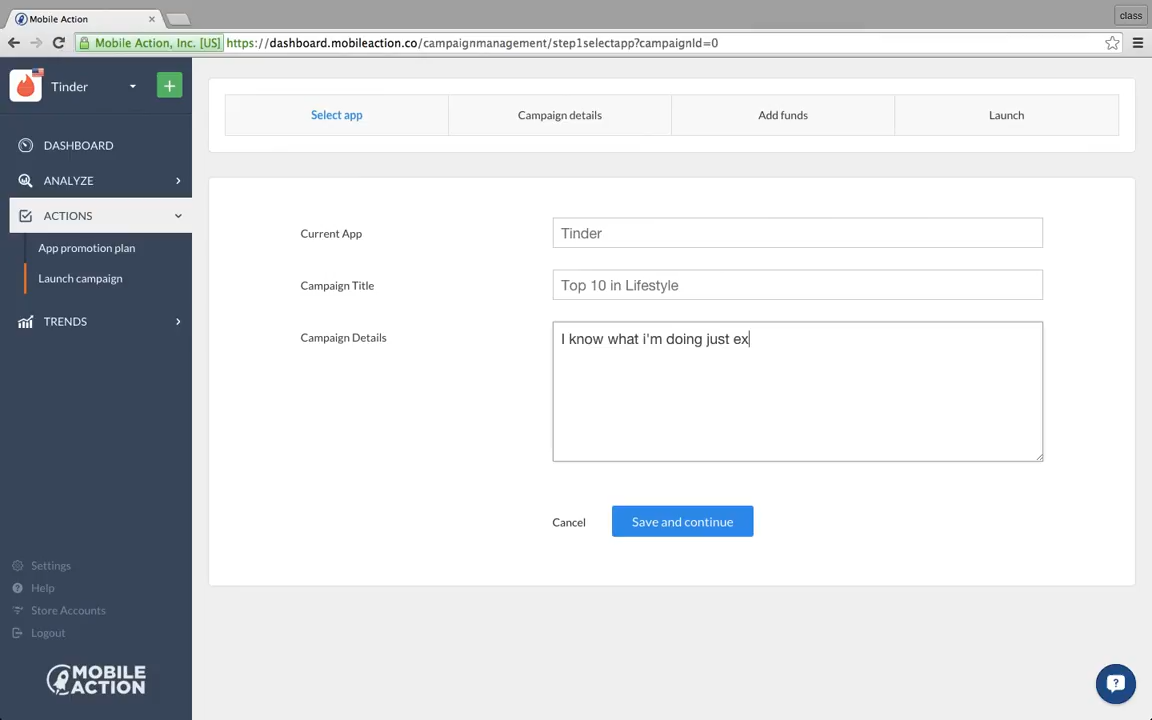 Mobile Action
class
Mobile Action, Inc. [US] https://dashboard.mobileaction.co/campaignmanagement/step1selectapp?campaignId=0
Tinder
DASHBOARD
ANALYZE
ACTIONS
App promotion plan
Launch campaign
TRENDS
Settings
Help
Store Accounts
Logout
MOBILE
ACTION
Select app
Campaign details
Add funds
Launch
Current App
Tinder
Campaign Title
Top 10 in Lifestyle
Campaign Details
I know what i'm doing just ex
Cancel
Save and continue